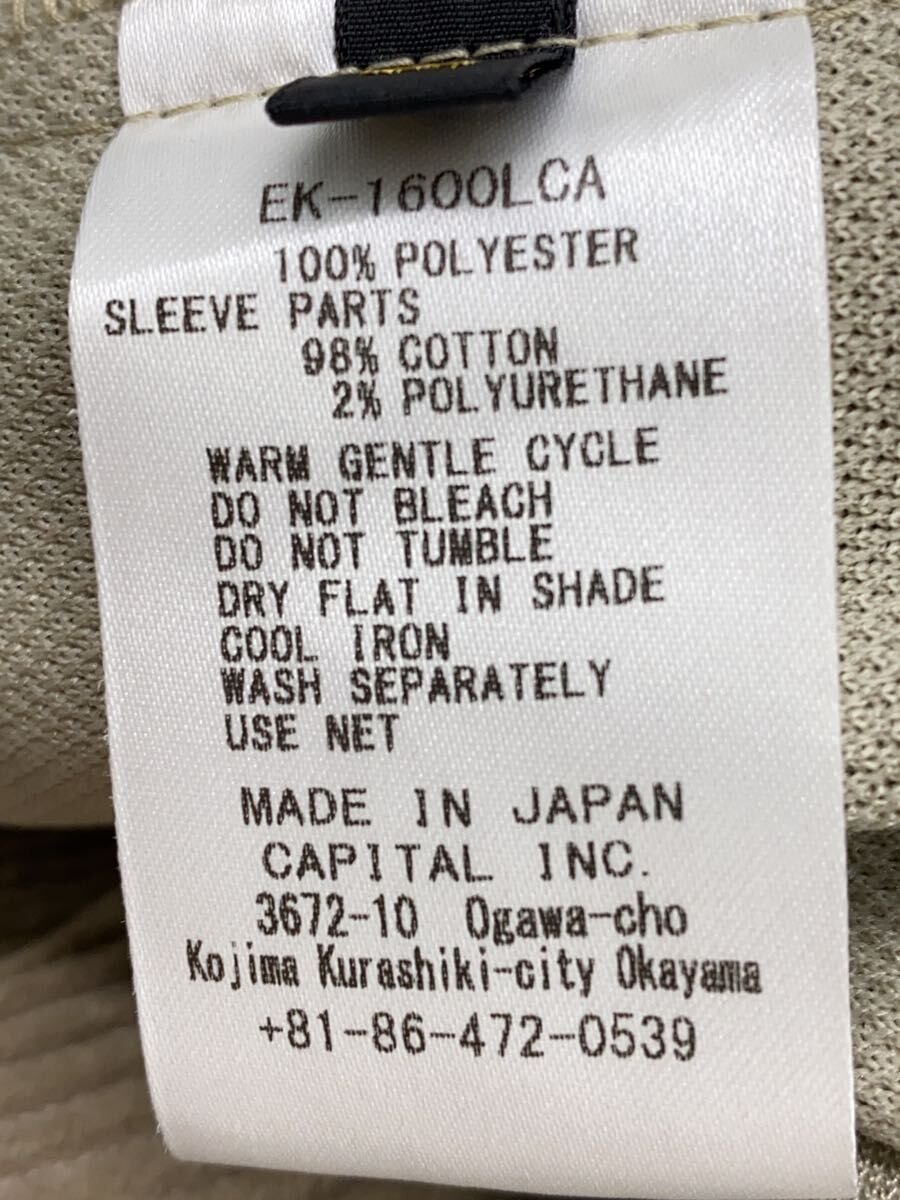 EK-1600LCA
100% POLYESTER
SLEEVE PARTS
98% COTTON
2% POLYURETHANE
WARM GENTLE CYCLE
DO NOT BLEACH
DO NOT TUMBLE
DRY FLAT IN SHADE
COOL IRON
WASH SEPARATELY
USE NET
MADE IN JAPAN
CAPITAL INC.
3672-10 Ogawa-cho
Kojima Kurashiki-city Okayama
+81-86-472-0539